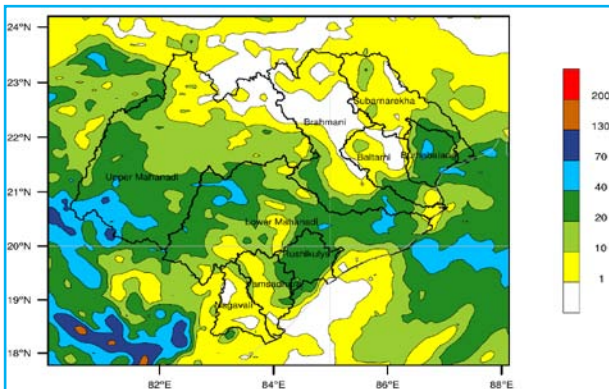 24°N
23°N
22°N
21°N
20°N
19°N
18°N
82°E
84°E
86°E
88°E
Subarnarekha
Brahmani
Baitarni
Upper Mahanadi
Lower Mahanadi
Rushikulya
Nagavali
200
130
70
40
20
10
1